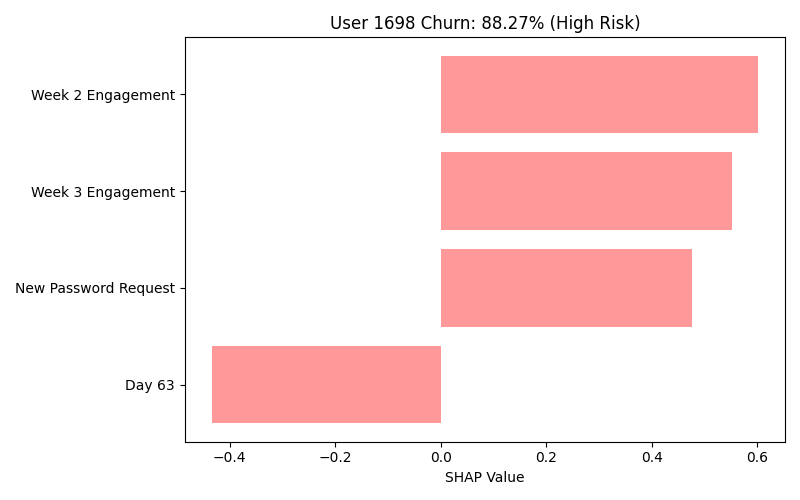 User 1698 Churn: 88.27% (High Risk)
Week 2 Engagement
Week 3 Engagement
New Password Request
Day 63
−0.4 −0.2 0.0 0.2 0.4 0.6
SHAP Value